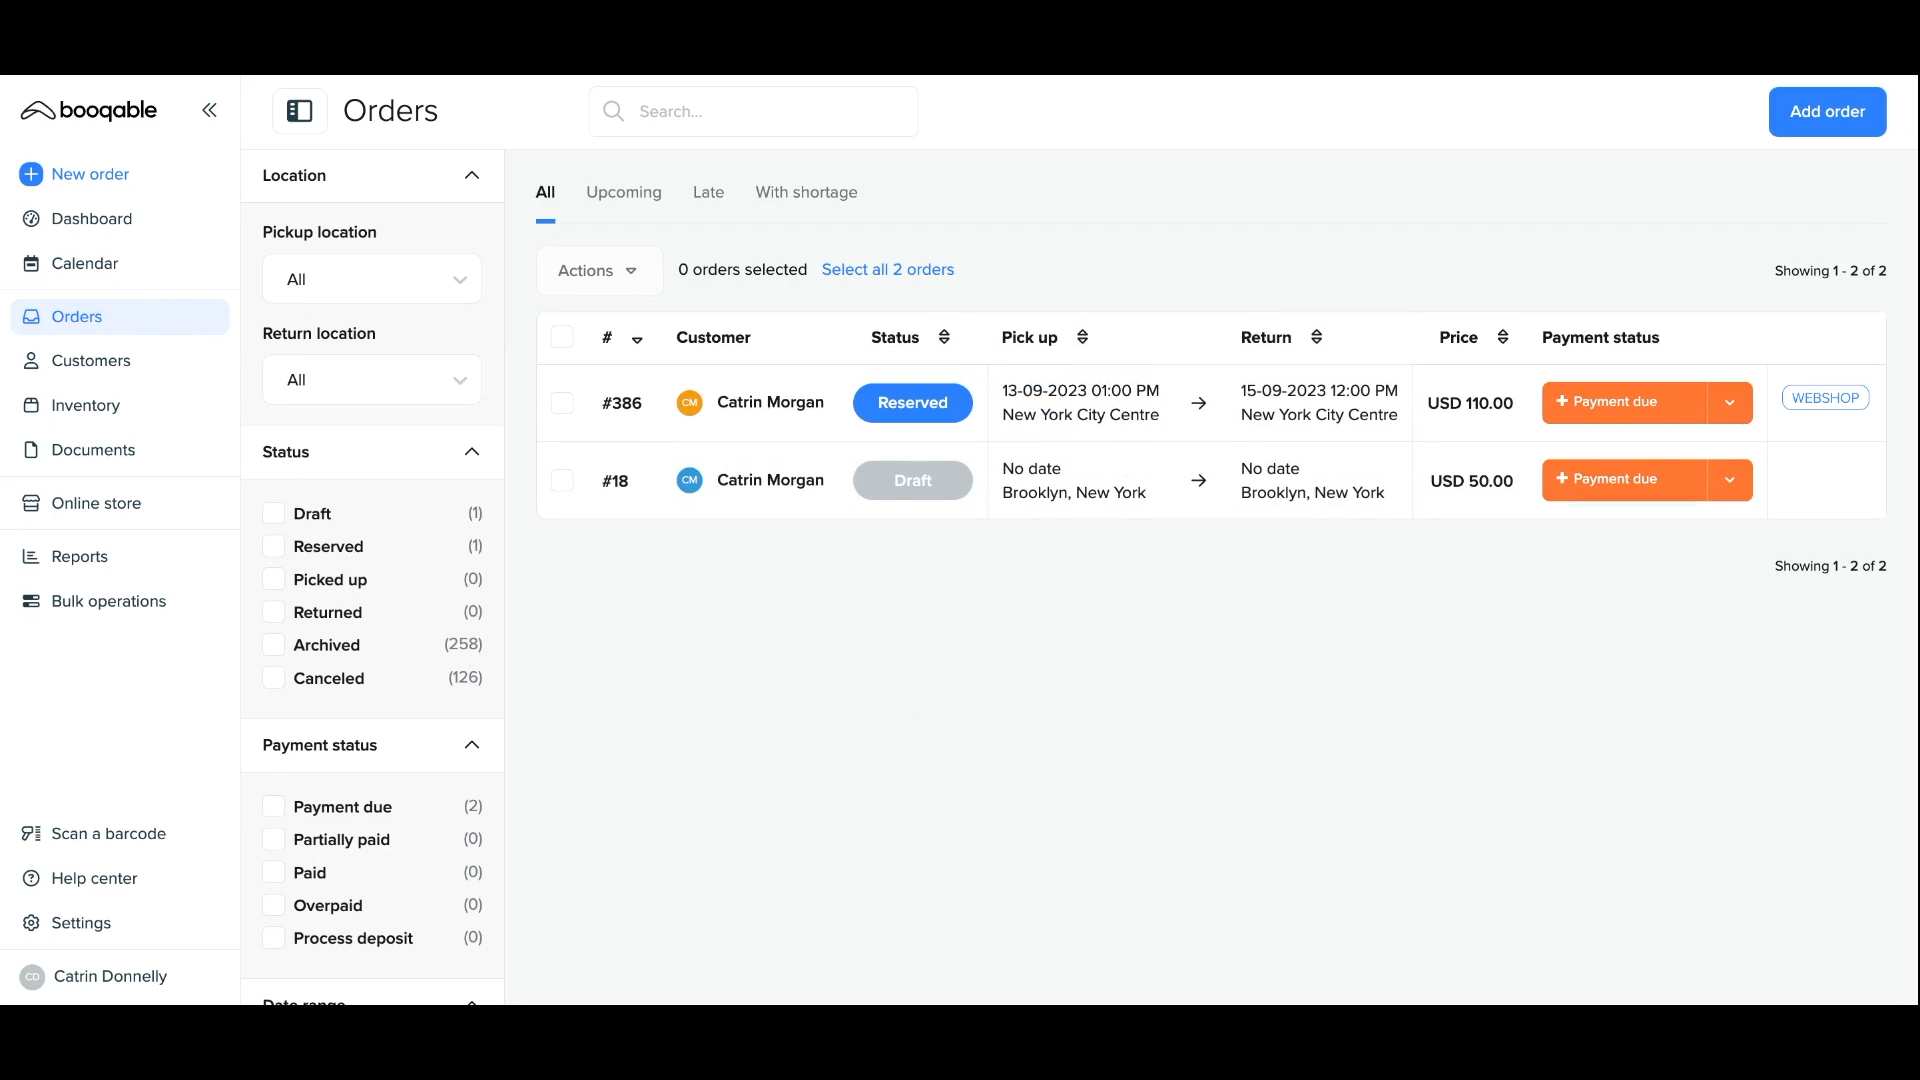 booqable
Orders
Search...
Add order
New order
Dashboard
Calendar
Orders
Customers
Inventory
Documents
Online store
Reports
Bulk operations
Scan a barcode
Help center
Settings
CD Catrin Donnelly
Location
Pickup location
All
Return location
All
Status
Draft (1)
Reserved (1)
Picked up (0)
Returned (0)
Archived (258)
Canceled (126)
Payment status
Payment due (2)
Partially paid (0)
Paid (0)
Overpaid (0)
Process deposit (0)
Date range
All Upcoming Late With shortage
Actions 0 orders selected Select all 2 orders Showing 1 - 2 of 2
# Customer Status Pick up Return Price Payment status
#386 CM Catrin Morgan Reserved 13-09-2023 01:00 PM → 15-09-2023 12:00 PM USD 110.00 + Payment due WEBSHOP
New York City Centre New York City Centre
#18 CM Catrin Morgan Draft No date → No date USD 50.00 + Payment due
Brooklyn, New York Brooklyn, New York
Showing 1 - 2 of 2